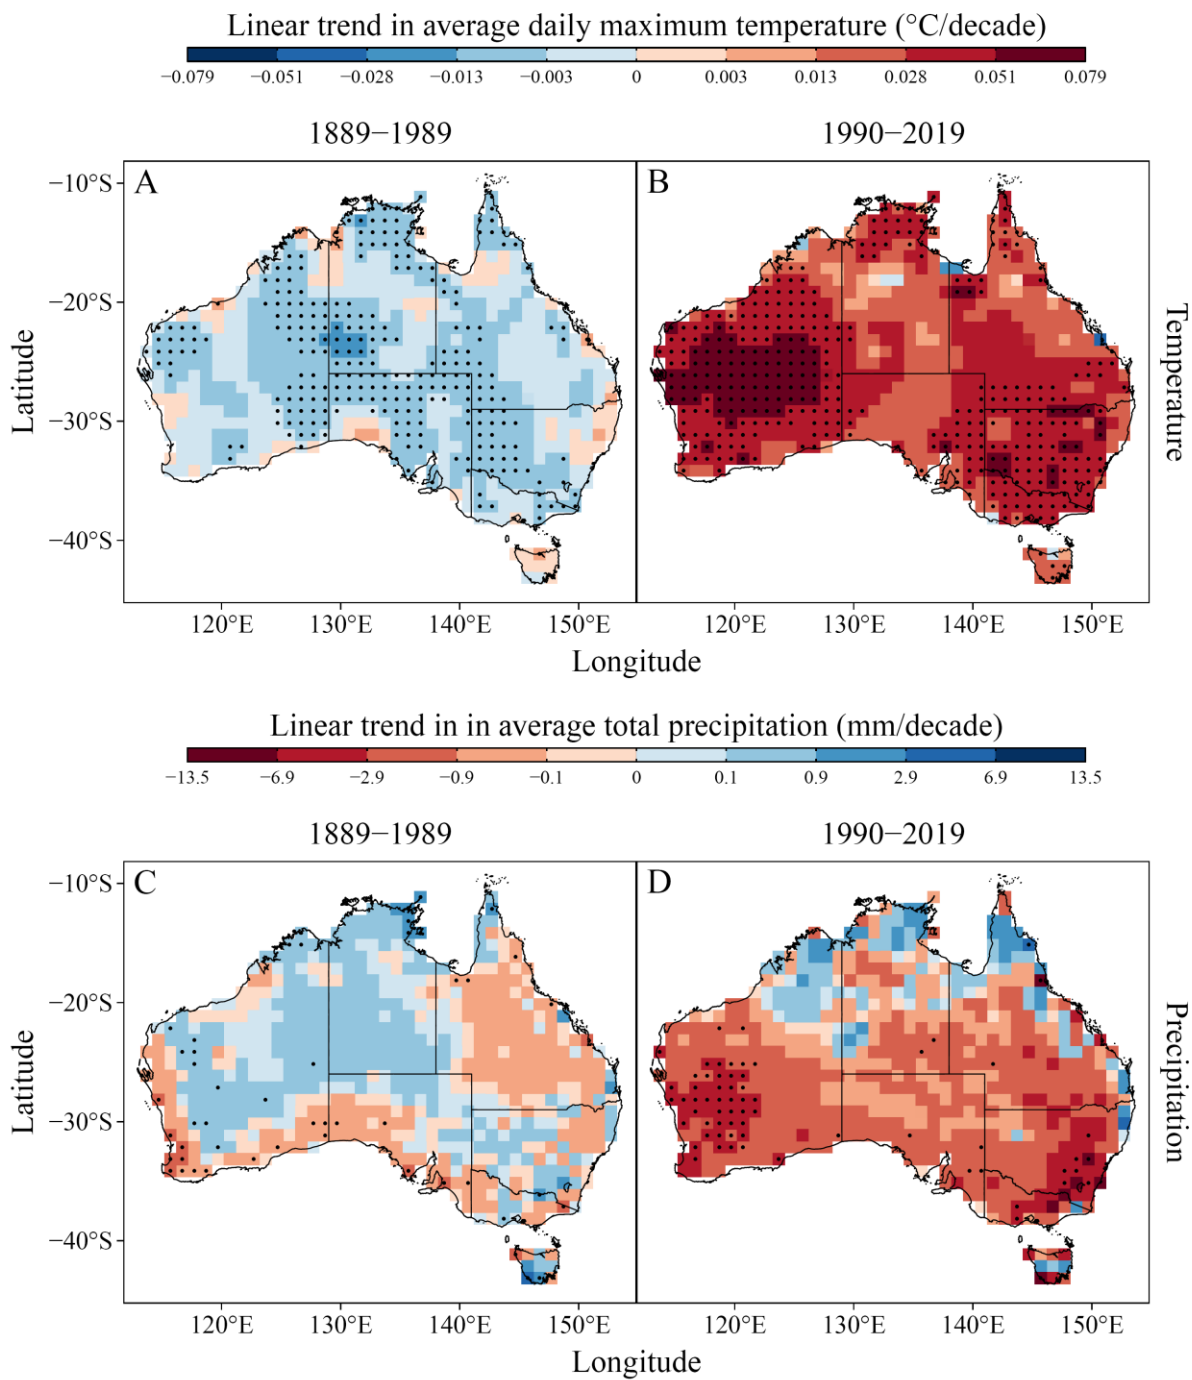 Linear trend in average daily maximum temperature (°C/decade)
−0.079 −0.051 −0.028 −0.013 −0.003 0 0.003 0.013 0.028 0.051 0.079
1889−1989 1990−2019
A B
−10°S
−20°S
−30°S
−40°S
Latitude
Temperature
120°E 130°E 140°E 150°E 120°E 130°E 140°E 150°E
Longitude
Linear trend in in average total precipitation (mm/decade)
−13.5 −6.9 −2.9 −0.9 −0.1 0 0.1 0.9 2.9 6.9 13.5
1889−1989 1990−2019
C D
−10°S
−20°S
−30°S
−40°S
Latitude
Precipitation
120°E 130°E 140°E 150°E 120°E 130°E 140°E 150°E
Longitude